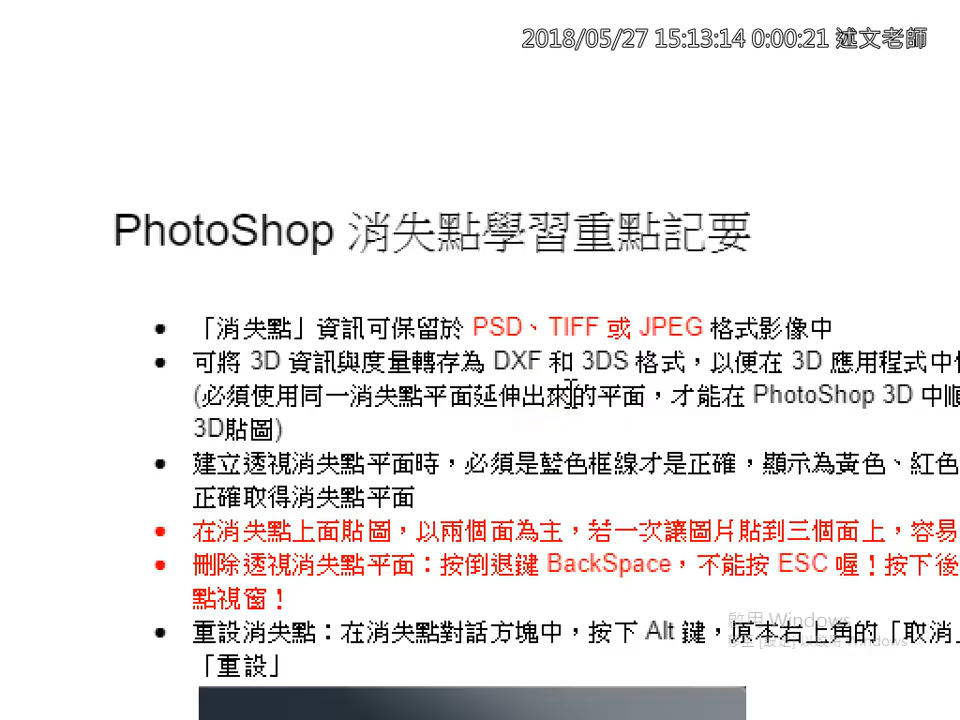 2018/05/27 15:13:14 0:00:21 述文老師
PhotoShop 消失點學習重點記要
「消失點」資訊可保留於 PSD、TIFF 或 JPEG 格式影像中
可將 3D 資訊與度量轉存為 DXF 和 3DS 格式，以便在 3D 應用程式中
(必須使用同一消失點平面延伸出來的平面，才能在 PhotoShop 3D 中順
3D貼圖)
建立透視消失點平面時，必須是藍色框線才是正確，顯示為黃色、紅色
正確取得消失點平面
在消失點上面貼圖，以兩個面為主，若一次讓圖片貼到三個面上，容易
刪除透視消失點平面：按倒退鍵 BackSpace，不能按 ESC 喔！按下後
點視窗！
重設消失點：在消失點對話方塊中，按下 Alt 鍵，原本右上角的「取消
「重設」
啟用 Windows